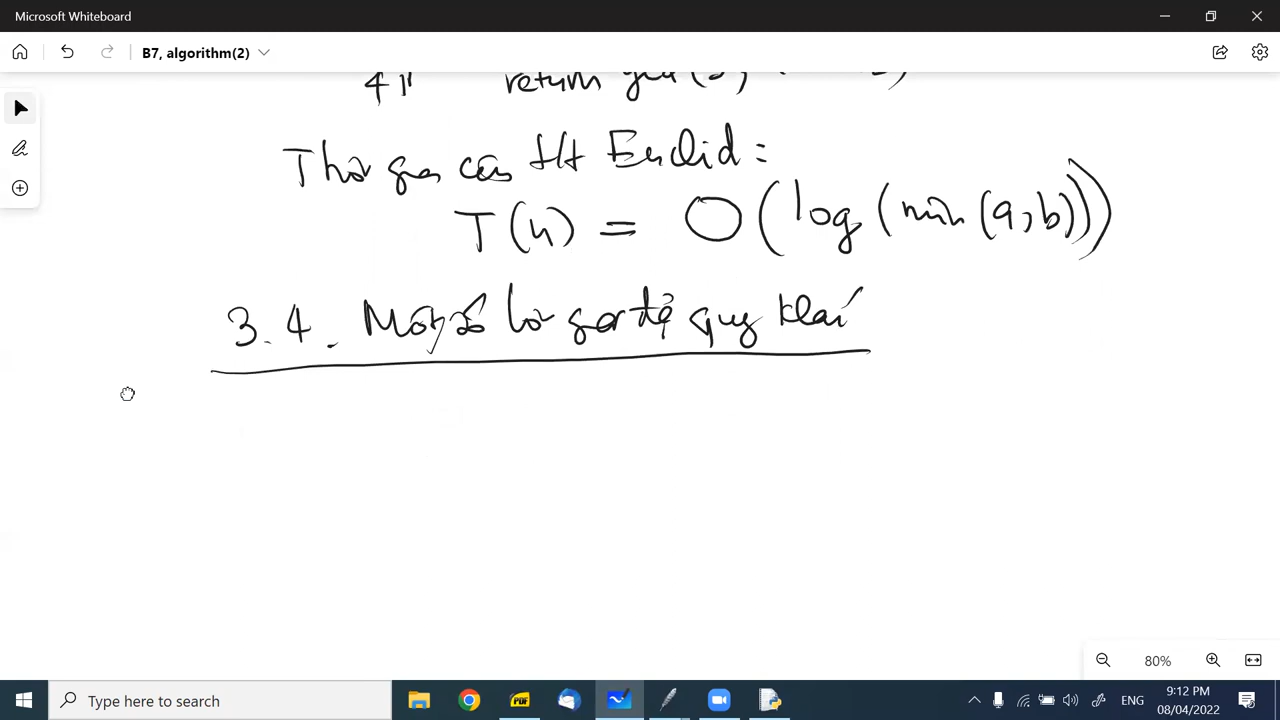 Microsoft Whiteboard
B7, algorithm(2)
return
Thời gian của tt Euclid :
T(n) = O(log(min(a,b)))
3.4. Một số lời giải đệ quy khác
80%
Type here to search
PDF
ENG
9:12 PM
08/04/2022